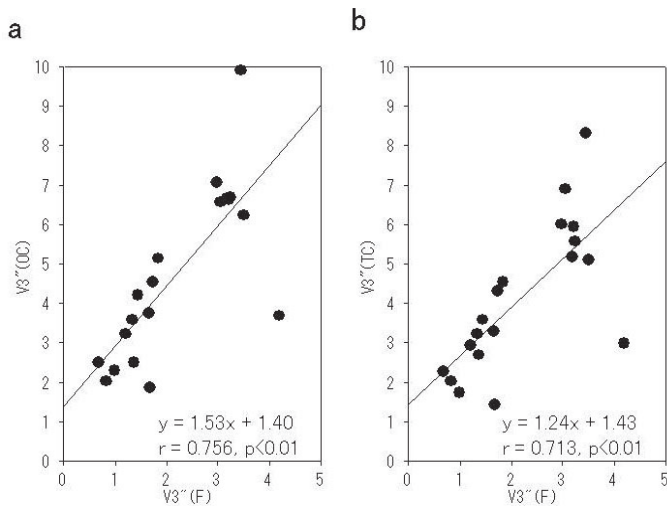 a
10
9
8
7
6
5
4
3
2
1
0
V3"(OC)
y = 1.53x + 1.40
r = 0.756, p<0.01
0 1 2 3 4 5
V3"(F)
b
10
9
8
7
6
5
4
3
2
1
0
V3"(TC)
y = 1.24x + 1.43
r = 0.713, p<0.01
0 1 2 3 4 5
V3"(F)